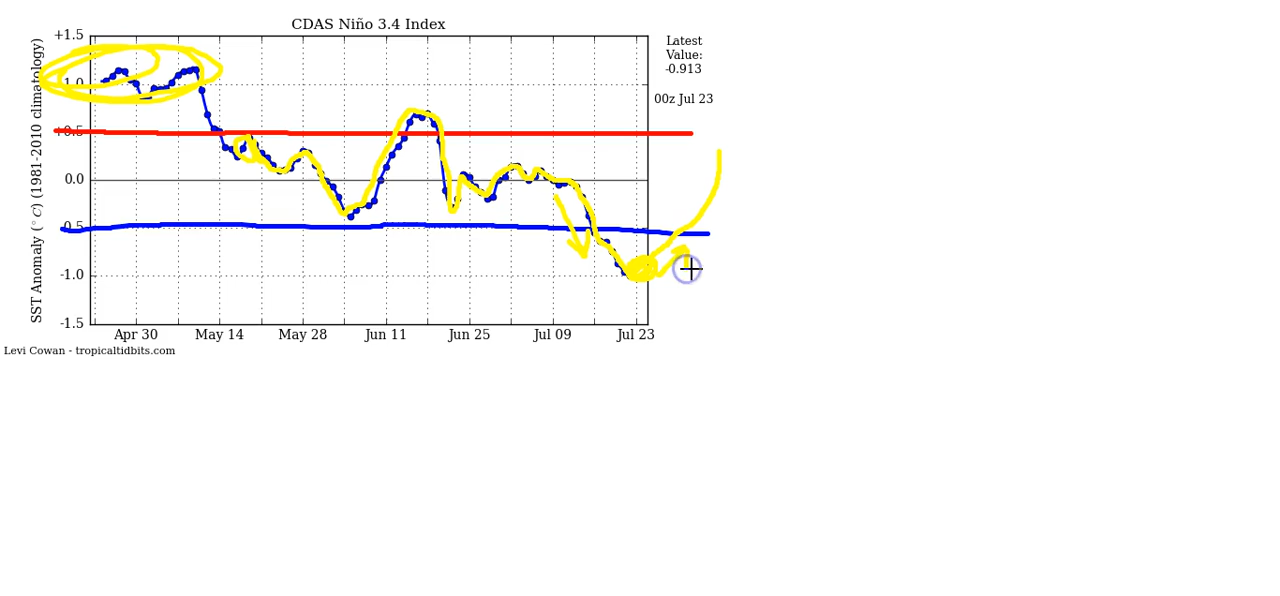 CDAS Niño 3.4 Index
+1.5
1.0
+0.5
0.0
0.5
-1.0
-1.5
SST Anomaly (°C) (1981-2010 climatology)
Apr 30 May 14 May 28 Jun 11 Jun 25 Jul 09 Jul 23
Latest
Value:
-0.913
00z Jul 23
Levi Cowan - tropicaltidbits.com